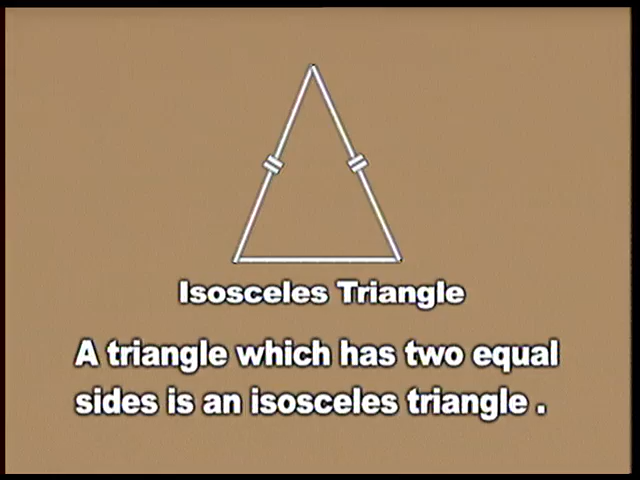 Isosceles Triangle
A triangle which has two equal
sides is an isosceles triangle .